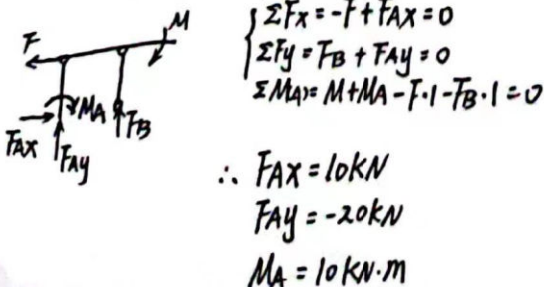 F
M
MA
FB
FAX
FAy
ΣFx = -F + FAX = 0
ΣFy = FB + FAy = 0
ΣMA) = M + MA - F·1 - FB·1 = 0
∴ FAX = 10KN
FAy = -20KN
MA = 10KN·m